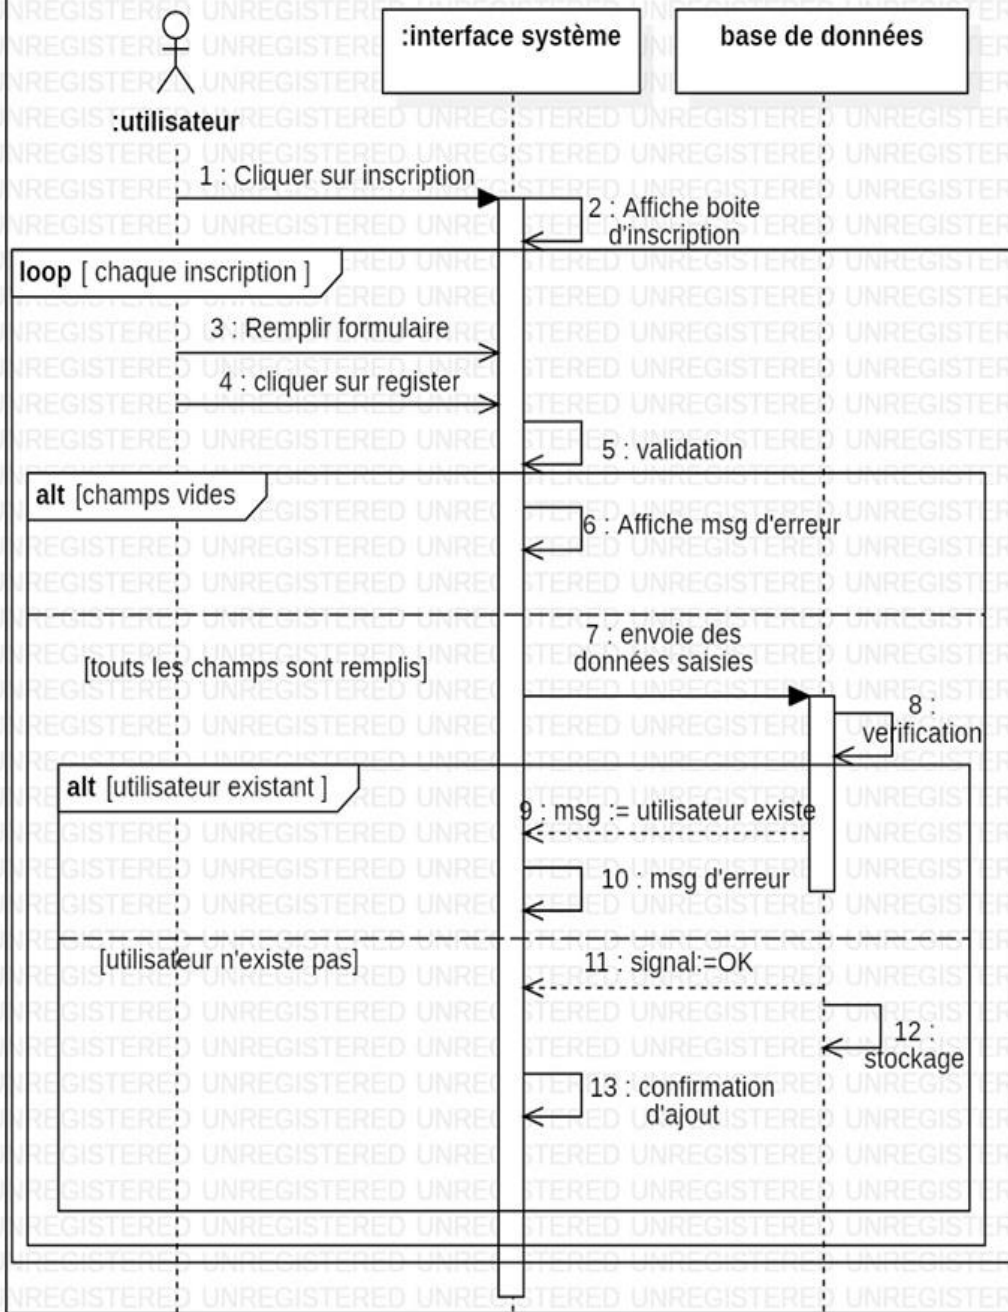 :interface système
base de données
:utilisateur
1 : Cliquer sur inscription
2 : Affiche boite
d'inscription
loop [ chaque inscription ]
3 : Remplir formulaire
4 : cliquer sur register
5 : validation
alt [champs vides
6 : Affiche msg d'erreur
7 : envoie des
données saisies
[touts les champs sont remplis]
8 :
verification
alt [utilisateur existant ]
9 : msg := utilisateur existe
10 : msg d'erreur
[utilisateur n'existe pas]
11 : signal:=OK
12 :
stockage
13 : confirmation
d'ajout
UNREGISTERED